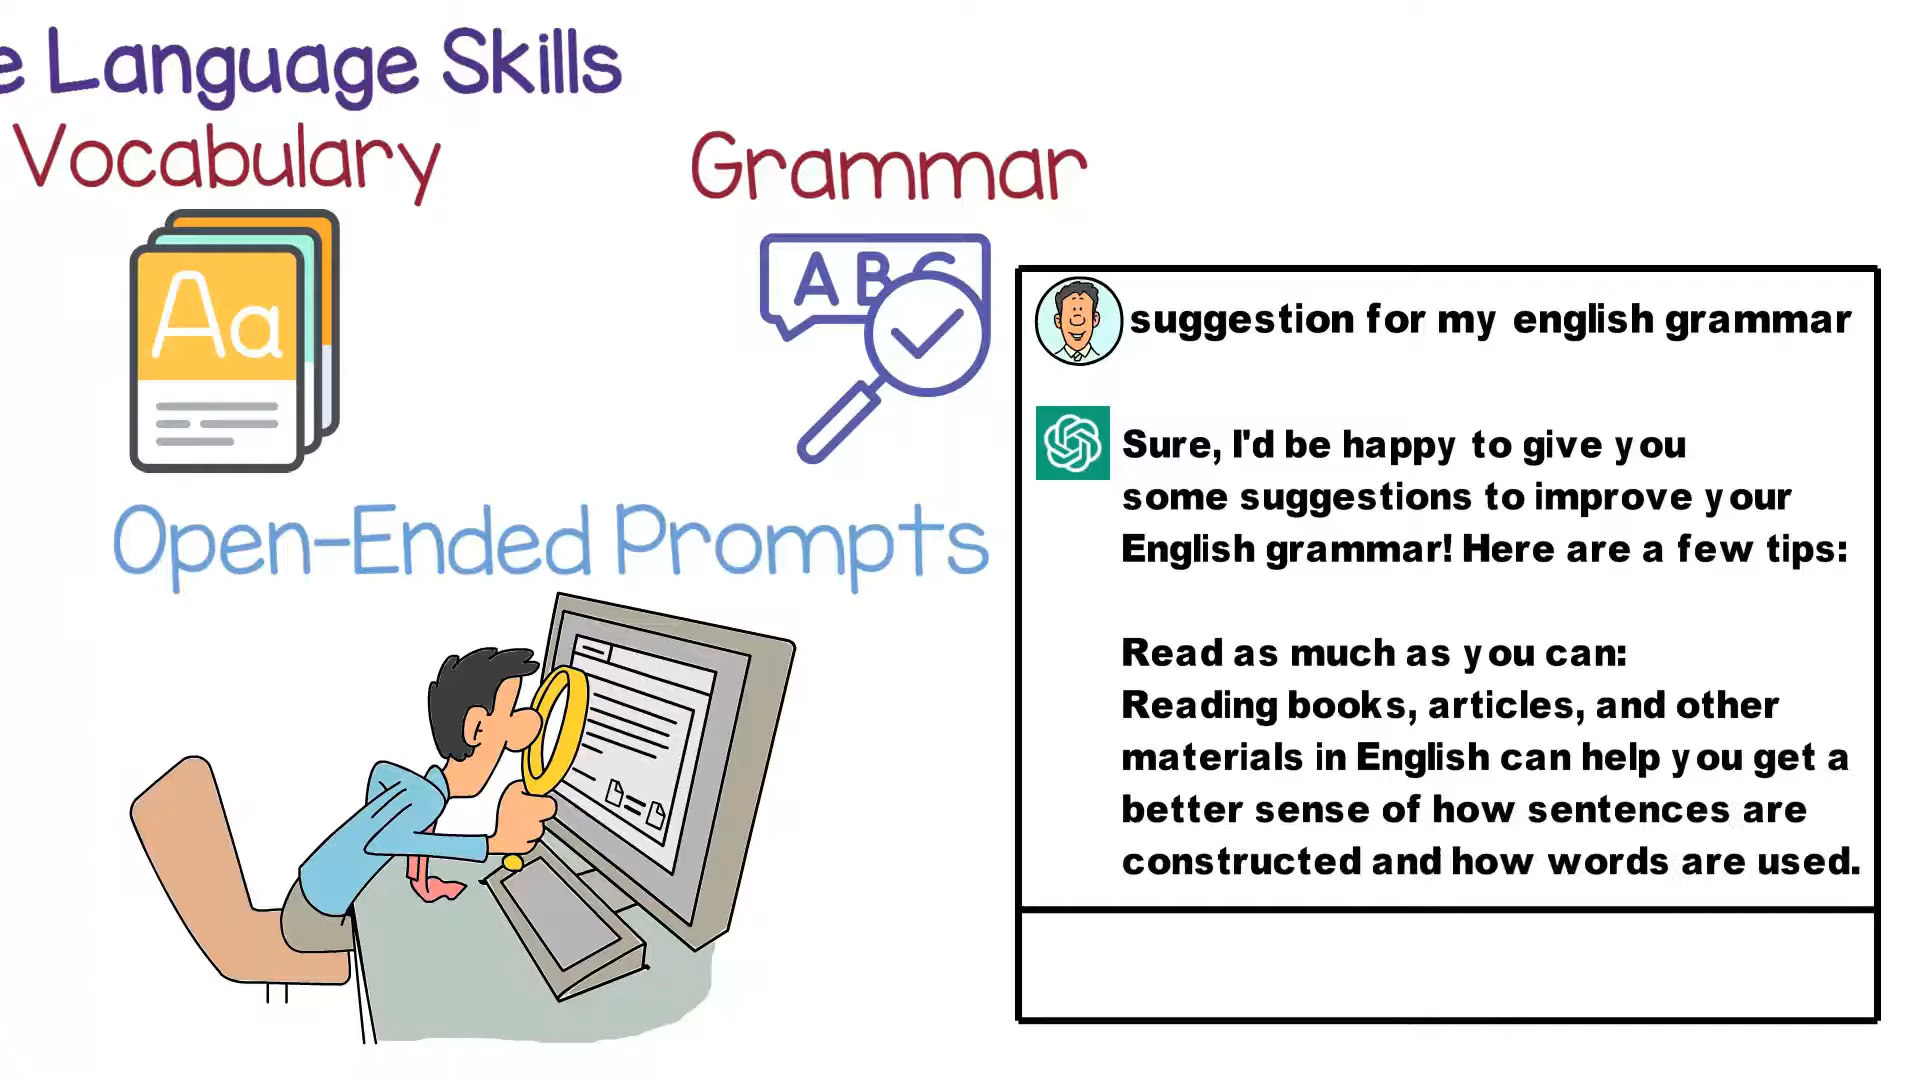 e Language Skills
Vocabulary
Grammar
Aa
A B C
Open-Ended Prompts
suggestion for my english grammar
Sure, I'd be happy to give you
some suggestions to improve your
English grammar! Here are a few tips:
Read as much as you can:
Reading books, articles, and other
materials in English can help you get a
better sense of how sentences are
constructed and how words are used.